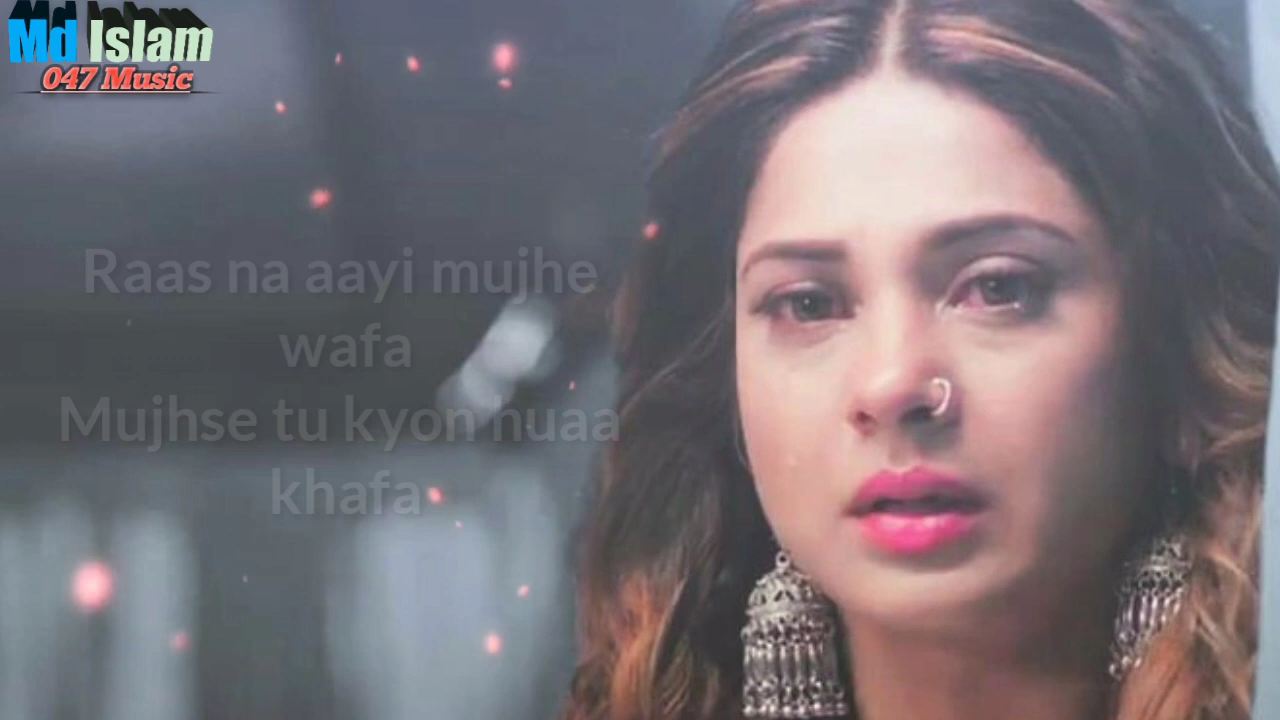 Md Islam
047 Music
Raas na aayi mujhe
wafa
Mujhse tu kyon huaa
khafa